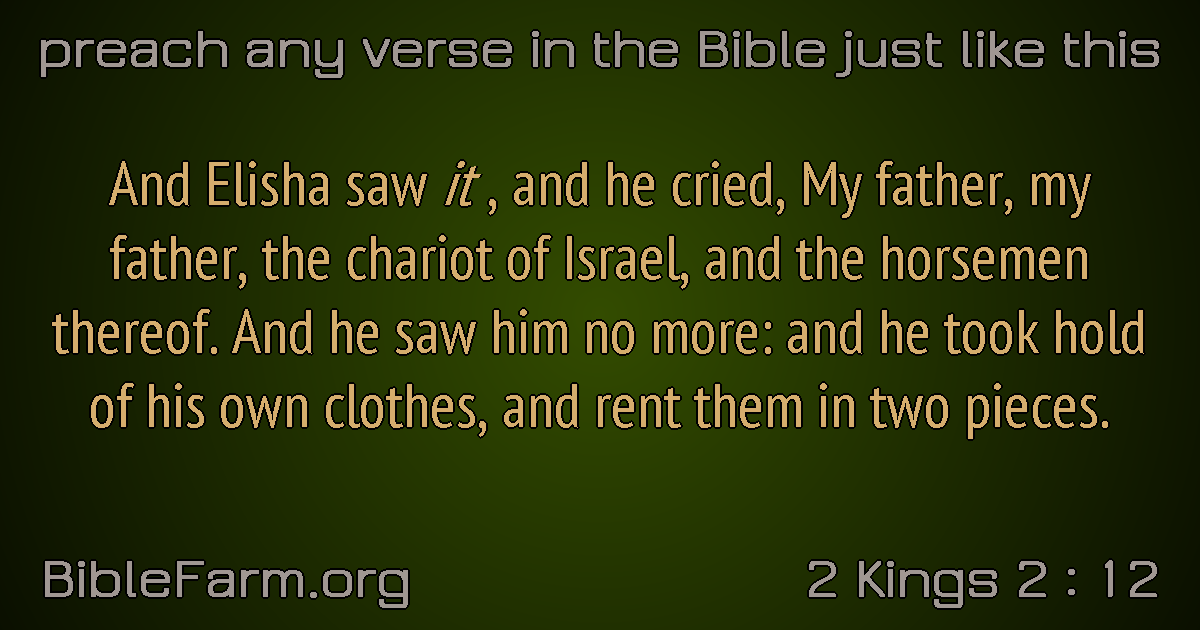 preach any verse in the Bible just like this
And Elisha saw it , and he cried, My father, my
father, the chariot of Israel, and the horsemen
thereof. And he saw him no more: and he took hold
of his own clothes, and rent them in two pieces.
BibleFarm.org
2 Kings 2 : 12